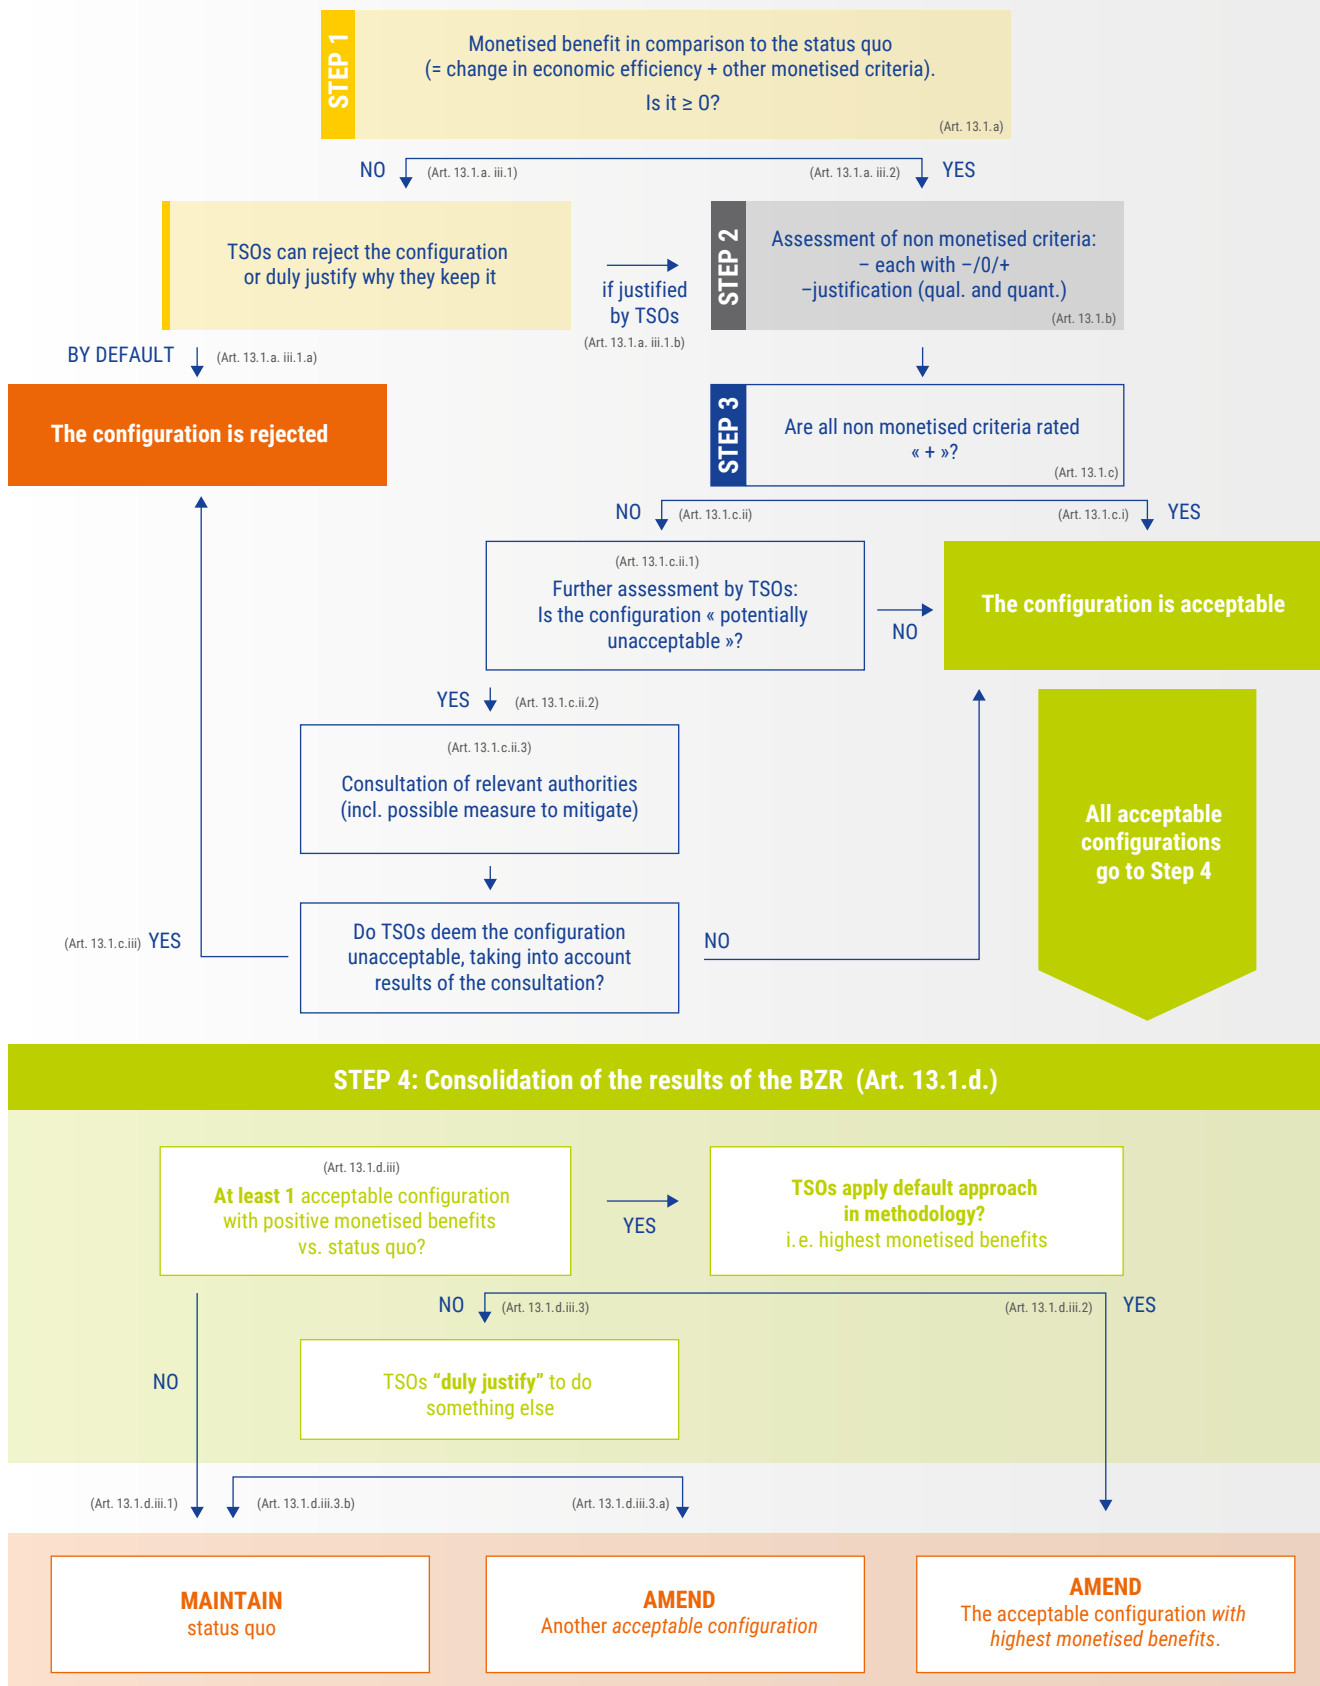 STEP 1
Monetised benefit in comparison to the status quo
(= change in economic efficiency + other monetised criteria).
Is it ≥ 0?
(Art. 13.1.a)
NO
(Art. 13.1.a. iii.1)
(Art. 13.1.a. iii.2)
YES
TSOs can reject the configuration
or duly justify why they keep it
if justified
by TSOs
(Art. 13.1.a. iii.1.b)
STEP 2
Assessment of non monetised criteria:
– each with –/0/+
–justification (qual. and quant.)
(Art. 13.1.b)
BY DEFAULT
(Art. 13.1.a. iii.1.a)
The configuration is rejected
STEP 3
Are all non monetised criteria rated
« + »?
(Art. 13.1.c)
NO
(Art. 13.1.c.ii)
(Art. 13.1.c.i)
YES
(Art. 13.1.c.ii.1)
Further assessment by TSOs:
Is the configuration « potentially
unacceptable »?
NO
The configuration is acceptable
YES
(Art. 13.1.c.ii.2)
(Art. 13.1.c.ii.3)
Consultation of relevant authorities
(incl. possible measure to mitigate)
All acceptable
configurations
go to Step 4
(Art. 13.1.c.iii) YES
Do TSOs deem the configuration
unacceptable, taking into account
results of the consultation?
NO
STEP 4: Consolidation of the results of the BZR (Art. 13.1.d.)
(Art. 13.1.d.iii)
At least 1 acceptable configuration
with positive monetised benefits
vs. status quo?
YES
TSOs apply default approach
in methodology?
i. e. highest monetised benefits
NO
(Art. 13.1.d.iii.3)
(Art. 13.1.d.iii.2)
YES
NO
TSOs “duly justify” to do
something else
(Art. 13.1.d.iii.1)
(Art. 13.1.d.iii.3.b)
(Art. 13.1.d.iii.3.a)
MAINTAIN
status quo
AMEND
Another acceptable configuration
AMEND
The acceptable configuration with
highest monetised benefits.